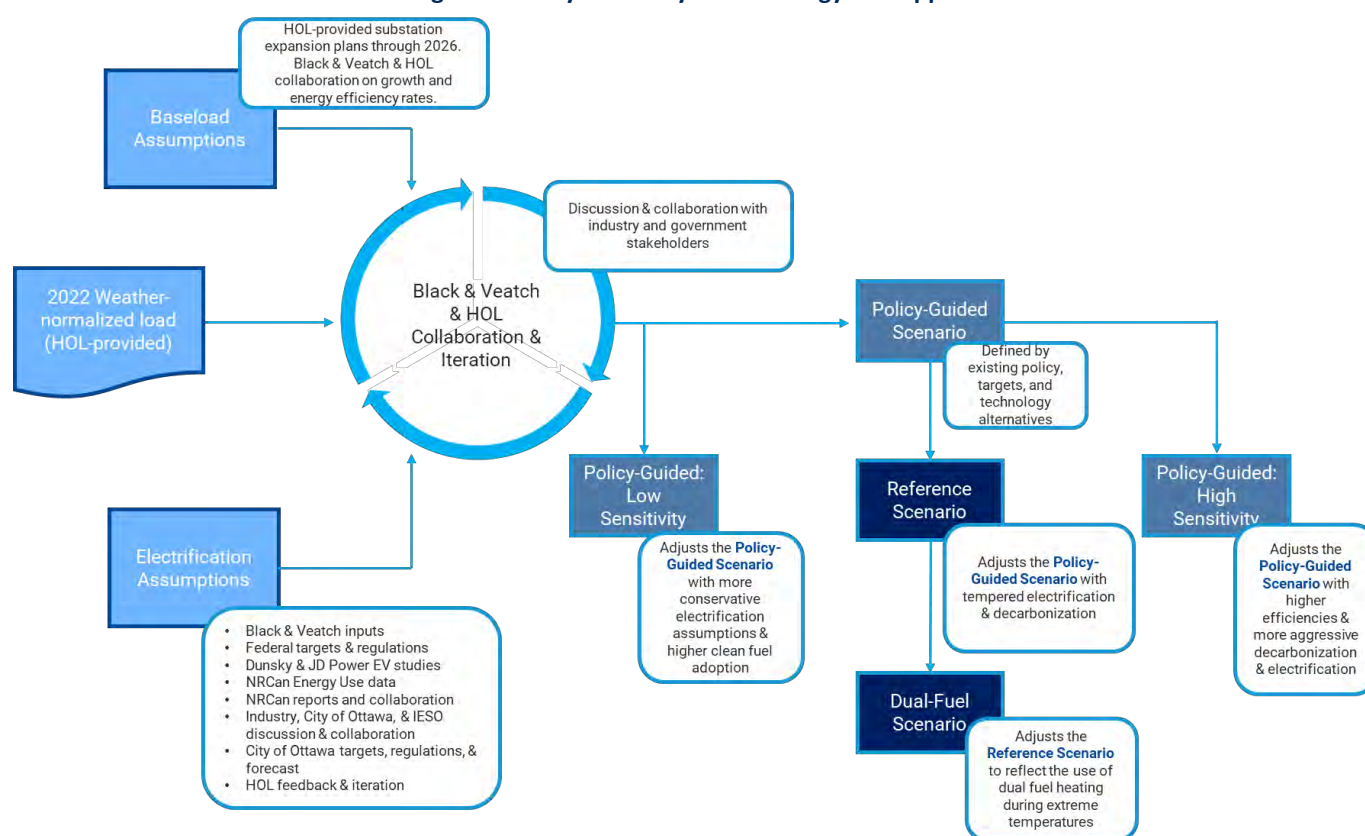 HOL-provided substation
expansion plans through 2026.
Black & Veatch & HOL
collaboration on growth and
energy efficiency rates.
Baseload
Assumptions
Discussion & collaboration with
industry and government
stakeholders
2022 Weather-
normalized load
(HOL-provided)
Black & Veatch
& HOL
Collaboration &
Iteration
Policy-Guided
Scenario
Defined by
existing policy,
targets, and
technology
alternatives
Policy-Guided:
Low
Sensitivity
Adjusts the Policy-
Guided Scenario
with more
conservative
electrification
assumptions &
higher clean fuel
adoption
Reference
Scenario
Adjusts the Policy-
Guided Scenario with
tempered electrification
& decarbonization
Policy-Guided:
High
Sensitivity
Adjusts the
Policy-Guided
Scenario with
higher
efficiencies &
more aggressive
decarbonization
& electrification
Electrification
Assumptions
• Black & Veatch inputs
• Federal targets & regulations
• Dunsky & JD Power EV studies
• NRCan Energy Use data
• NRCan reports and collaboration
• Industry, City of Ottawa, & IESO
discussion & collaboration
• City of Ottawa targets, regulations, &
forecast
• HOL feedback & iteration
Dual-Fuel
Scenario
Adjusts the
Reference Scenario
to reflect the use of
dual fuel heating
during extreme
temperatures